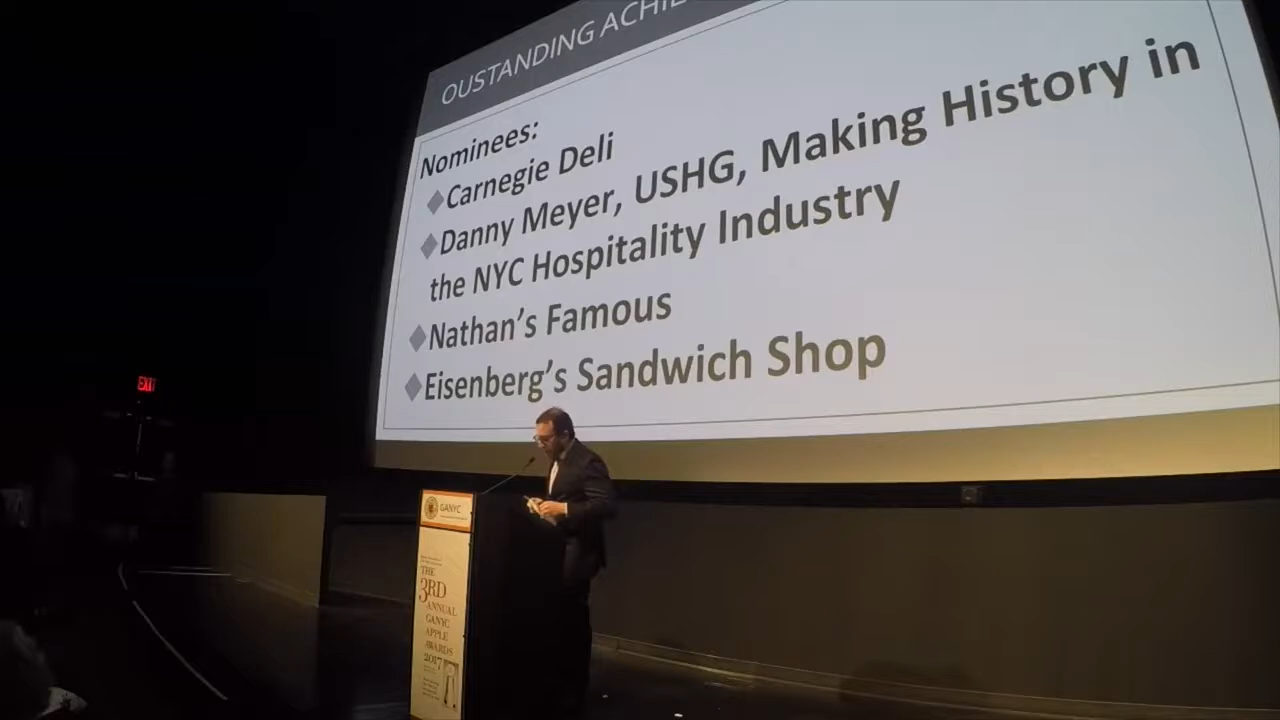 OUSTANDING ACHIE
Nominees:
Carnegie Deli
Danny Meyer, USHG, Making History in
the NYC Hospitality Industry
Nathan's Famous
Eisenberg's Sandwich Shop
EXIT
GANYC
THE
3RD
ANNUAL
GANYC
APPLE
AWARDS
2017